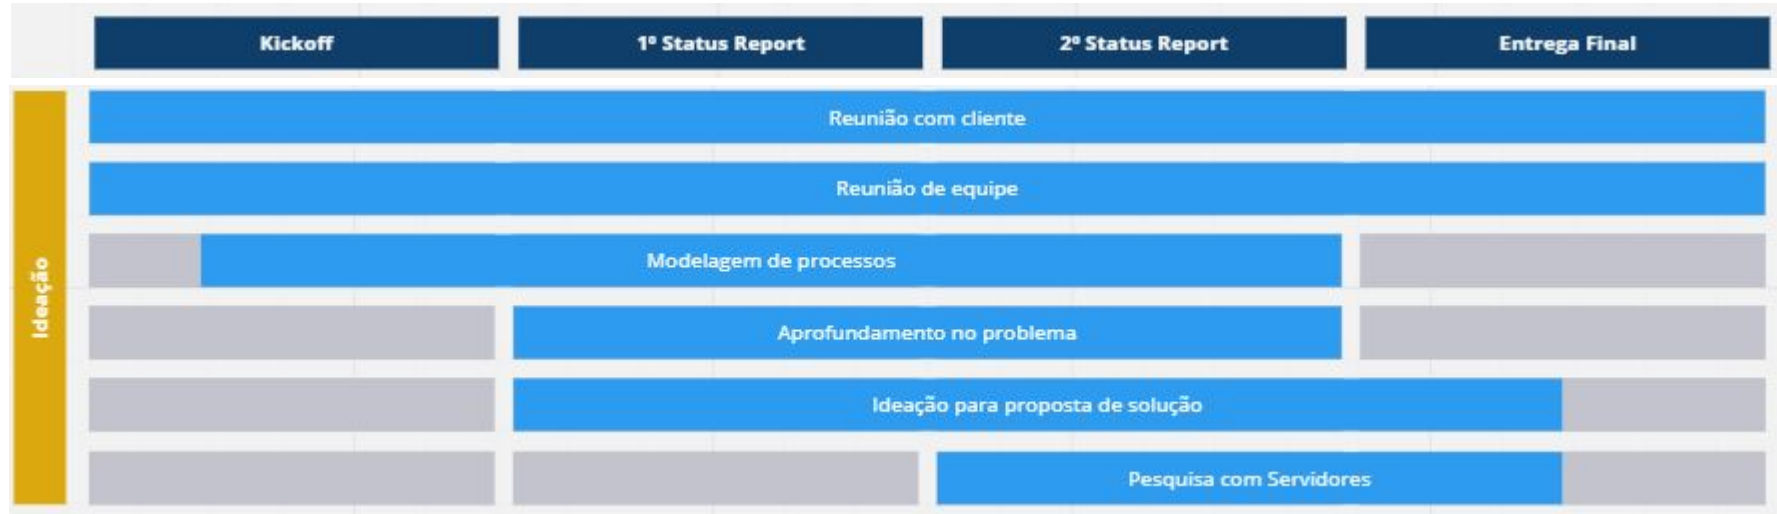 Kickoff
1º Status Report
2º Status Report
Entrega Final
Ideação
Reunião com cliente
Reunião de equipe
Modelagem de processos
Aprofundamento no problema
Ideação para proposta de solução
Pesquisa com Servidores